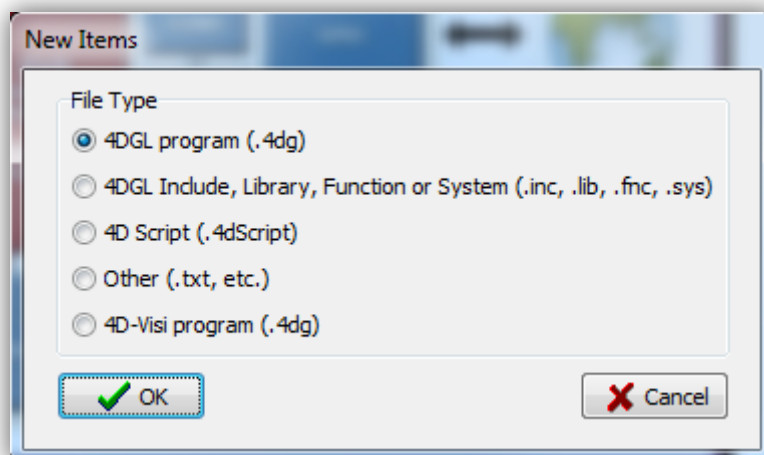 New Items
File Type
4DGL program (.4dg)
4DGL Include, Library, Function or System (.inc, .lib, .fnc, .sys)
4D Script (.4dScript)
Other (.txt, etc.)
4D-Visi program (.4dg)
OK
Cancel